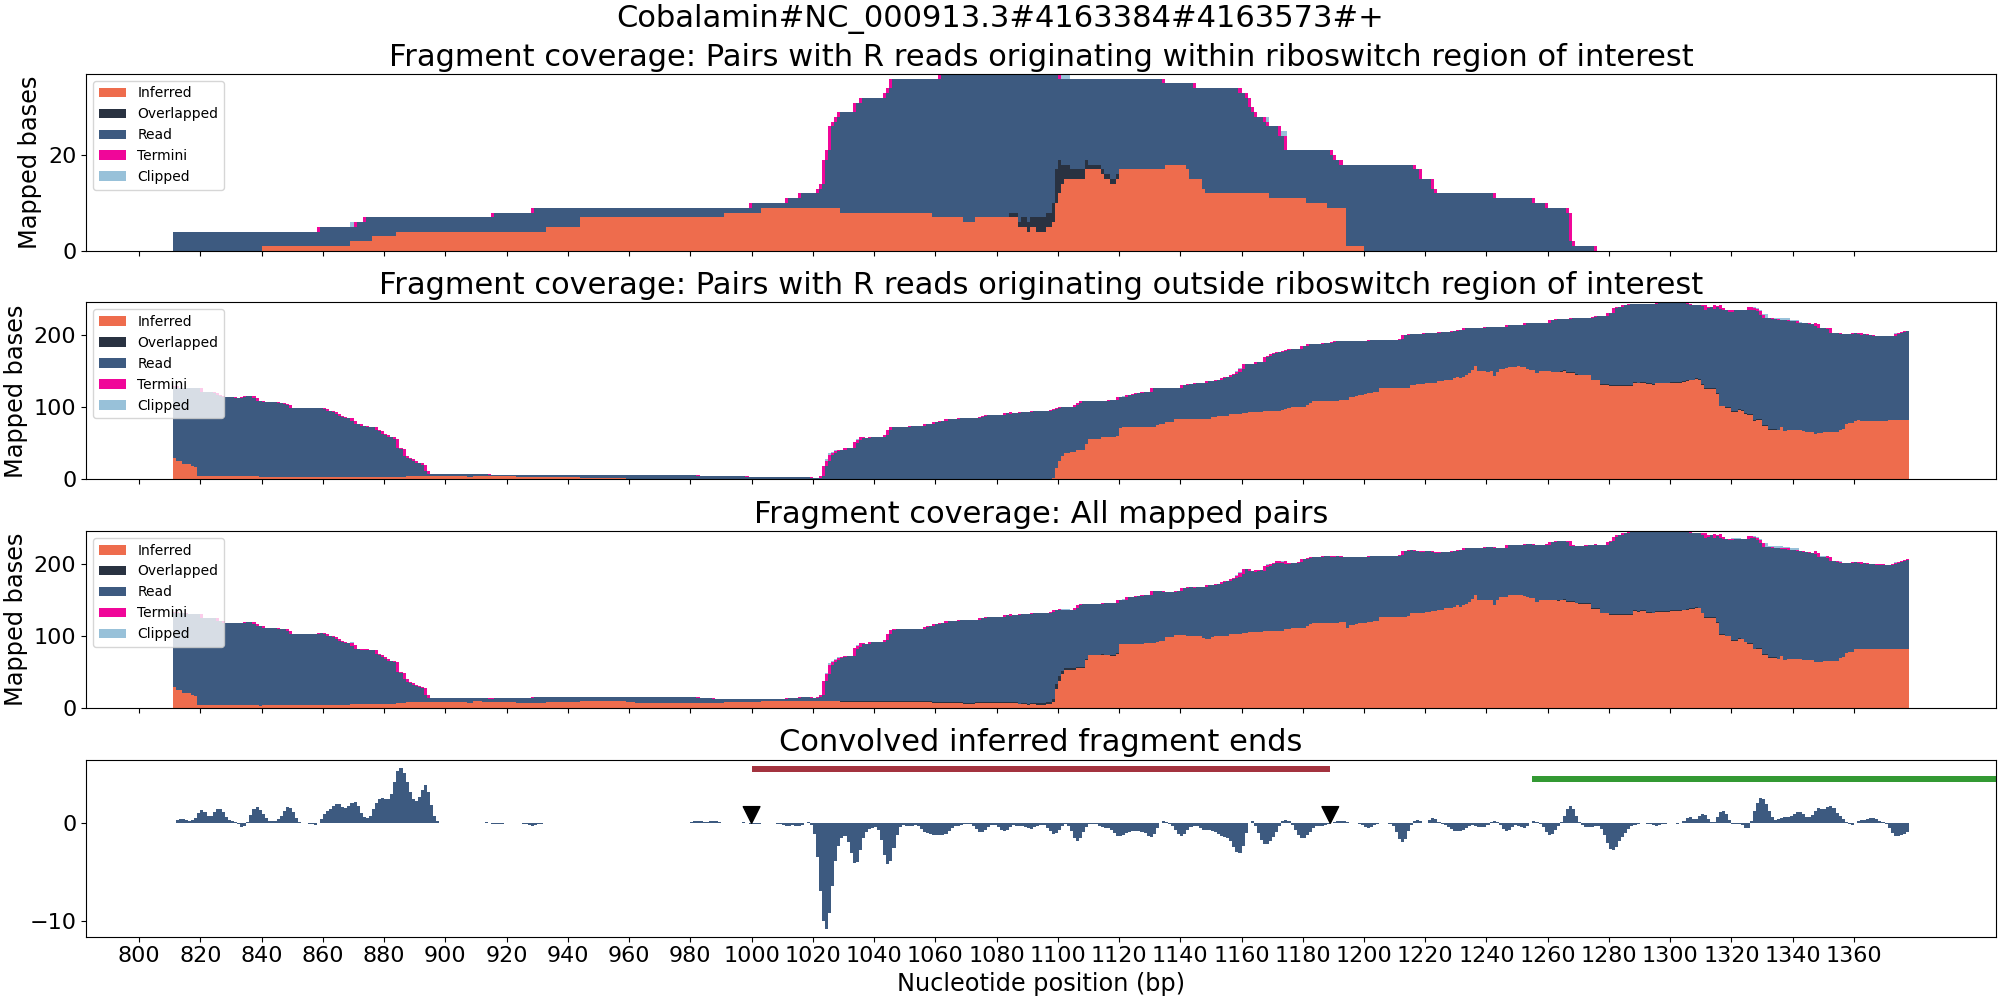 Cobalamin#NC_000913.3#4163384#4163573#+
Fragment coverage: Pairs with R reads originating within riboswitch region of interest
Mapped bases
20
0
Inferred
Overlapped
Read
Termini
Clipped
Fragment coverage: Pairs with R reads originating outside riboswitch region of interest
Mapped bases
200
100
0
Inferred
Overlapped
Read
Termini
Clipped
Fragment coverage: All mapped pairs
Mapped bases
200
100
0
Inferred
Overlapped
Read
Termini
Clipped
Convolved inferred fragment ends
0
−10
800 820 840 860 880 900 920 940 960 980 1000 1020 1040 1060 1080 1100 1120 1140 1160 1180 1200 1220 1240 1260 1280 1300 1320 1340 1360
Nucleotide position (bp)